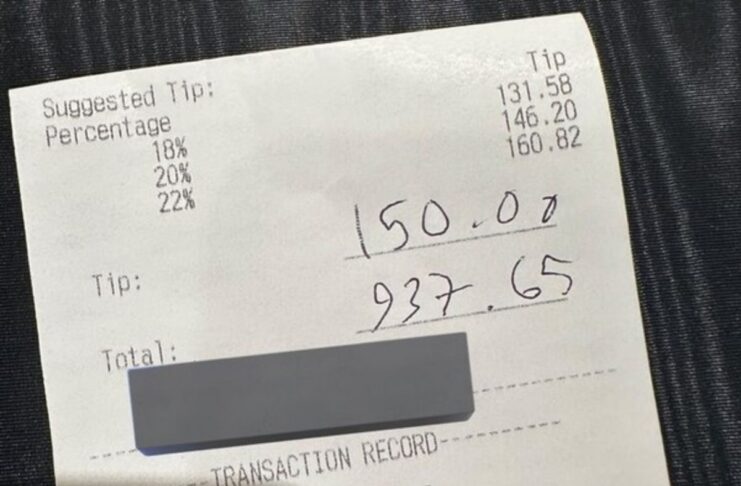 Suggested Tip:
Percentage Tip
18% 131.58
20% 146.20
22% 160.82
Tip: 150.00
Total: 937.65
--TRANSACTION RECORD----------